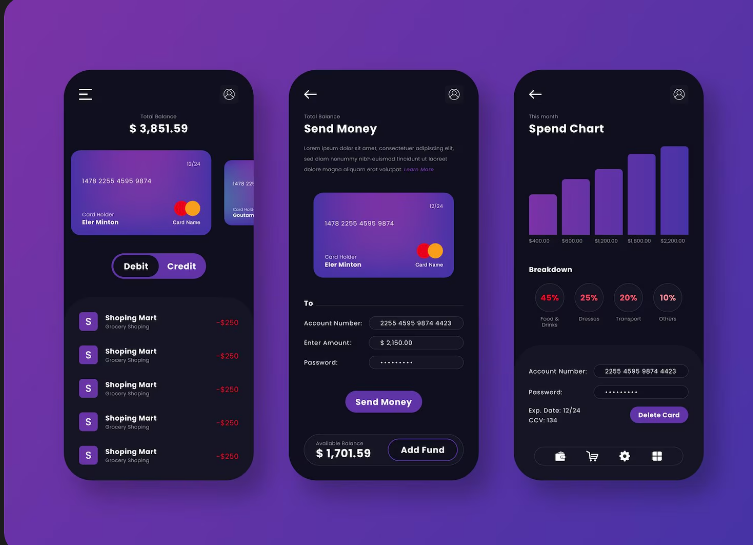 Total Balance
$ 3,851.59
12/24
1478 2255 4595 9874
Card Holder
Eler Minton
Card Name
1478 225
Card Hold
Goutam
Debit
Credit
S
Shoping Mart
Grocery Shoping
-$250
S
Shoping Mart
Grocery Shoping
-$250
S
Shoping Mart
Grocery Shoping
-$250
S
Shoping Mart
Grocery Shoping
-$250
S
Shoping Mart
Grocery Shoping
-$250
Total Balance
Send Money
Lorem ipsum dolor sit amet, consectetuer adipiscing elit,
sed diam nonummy nibh euismod tincidunt ut laoreet
dolore magna aliquam erat volutpat. Learn More.
12/24
1478 2255 4595 9874
Card Holder
Eler Minton
Card Name
To
Account Number: 2255 4595 9874 4423
Enter Amount: $ 2,150.00
Password: •••••••••
Send Money
Available Balance
$ 1,701.59
Add Fund
This month
Spend Chart
$400.00 $600.00 $1,200.00 $1,800.00 $2,200.00
Breakdown
45% 25% 20% 10%
Food & Drinks
Dresses
Transport
Others
Account Number: 2255 4595 9874 4423
Password: •••••••••
Exp. Date: 12/24
CCV: 134
Delete Card